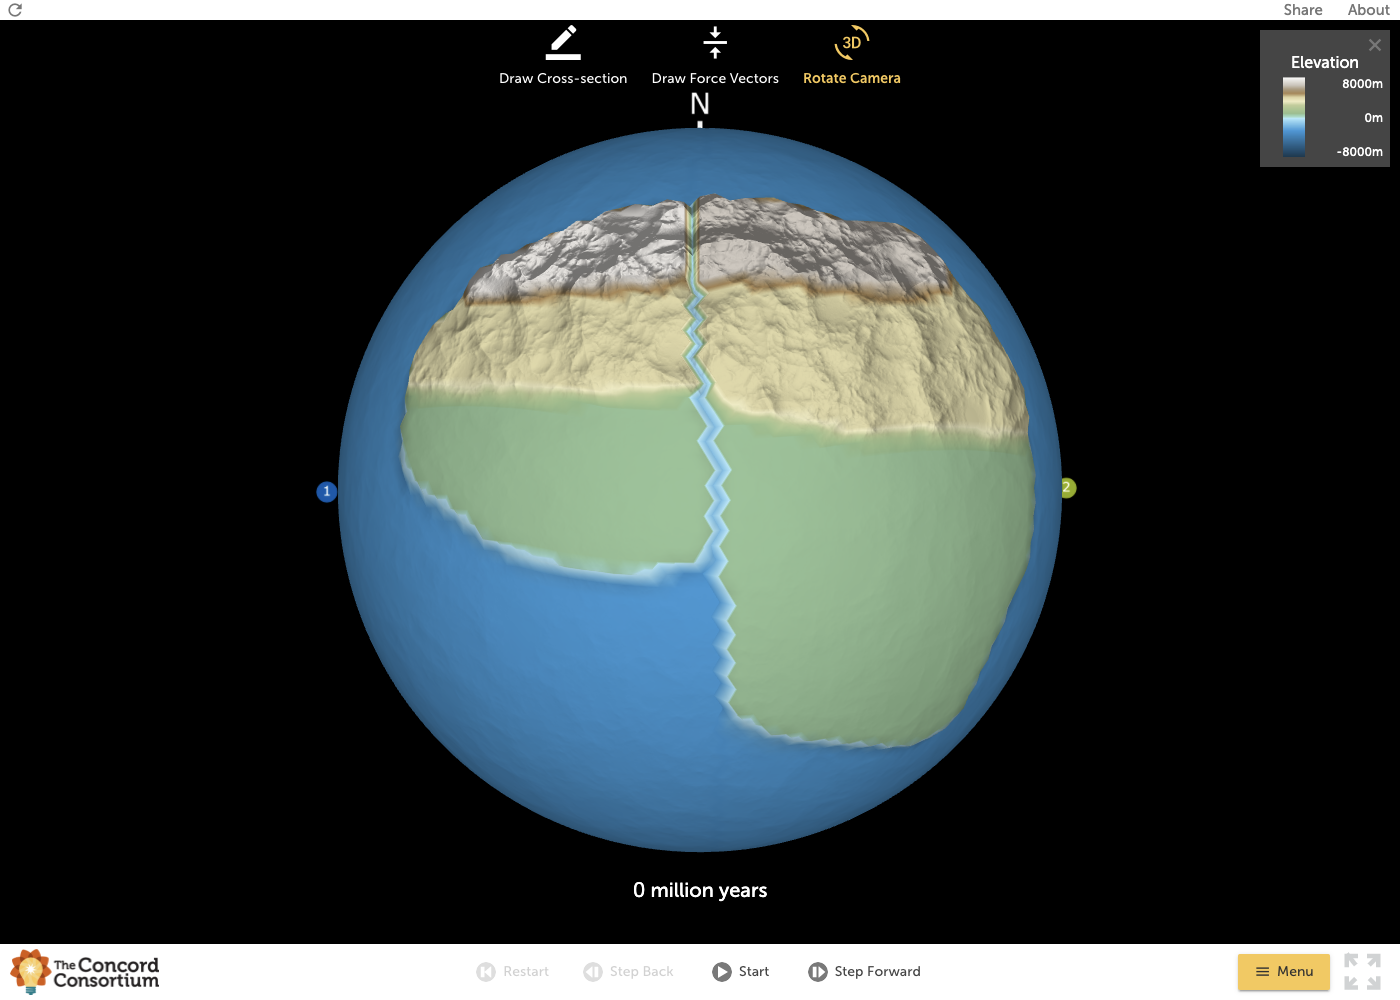 Share
About
Draw Cross-section
Draw Force Vectors
3D
Rotate Camera
N
Elevation
8000m
0m
-8000m
1
2
0 million years
The Concord
Consortium
Restart
Step Back
Start
Step Forward
Menu